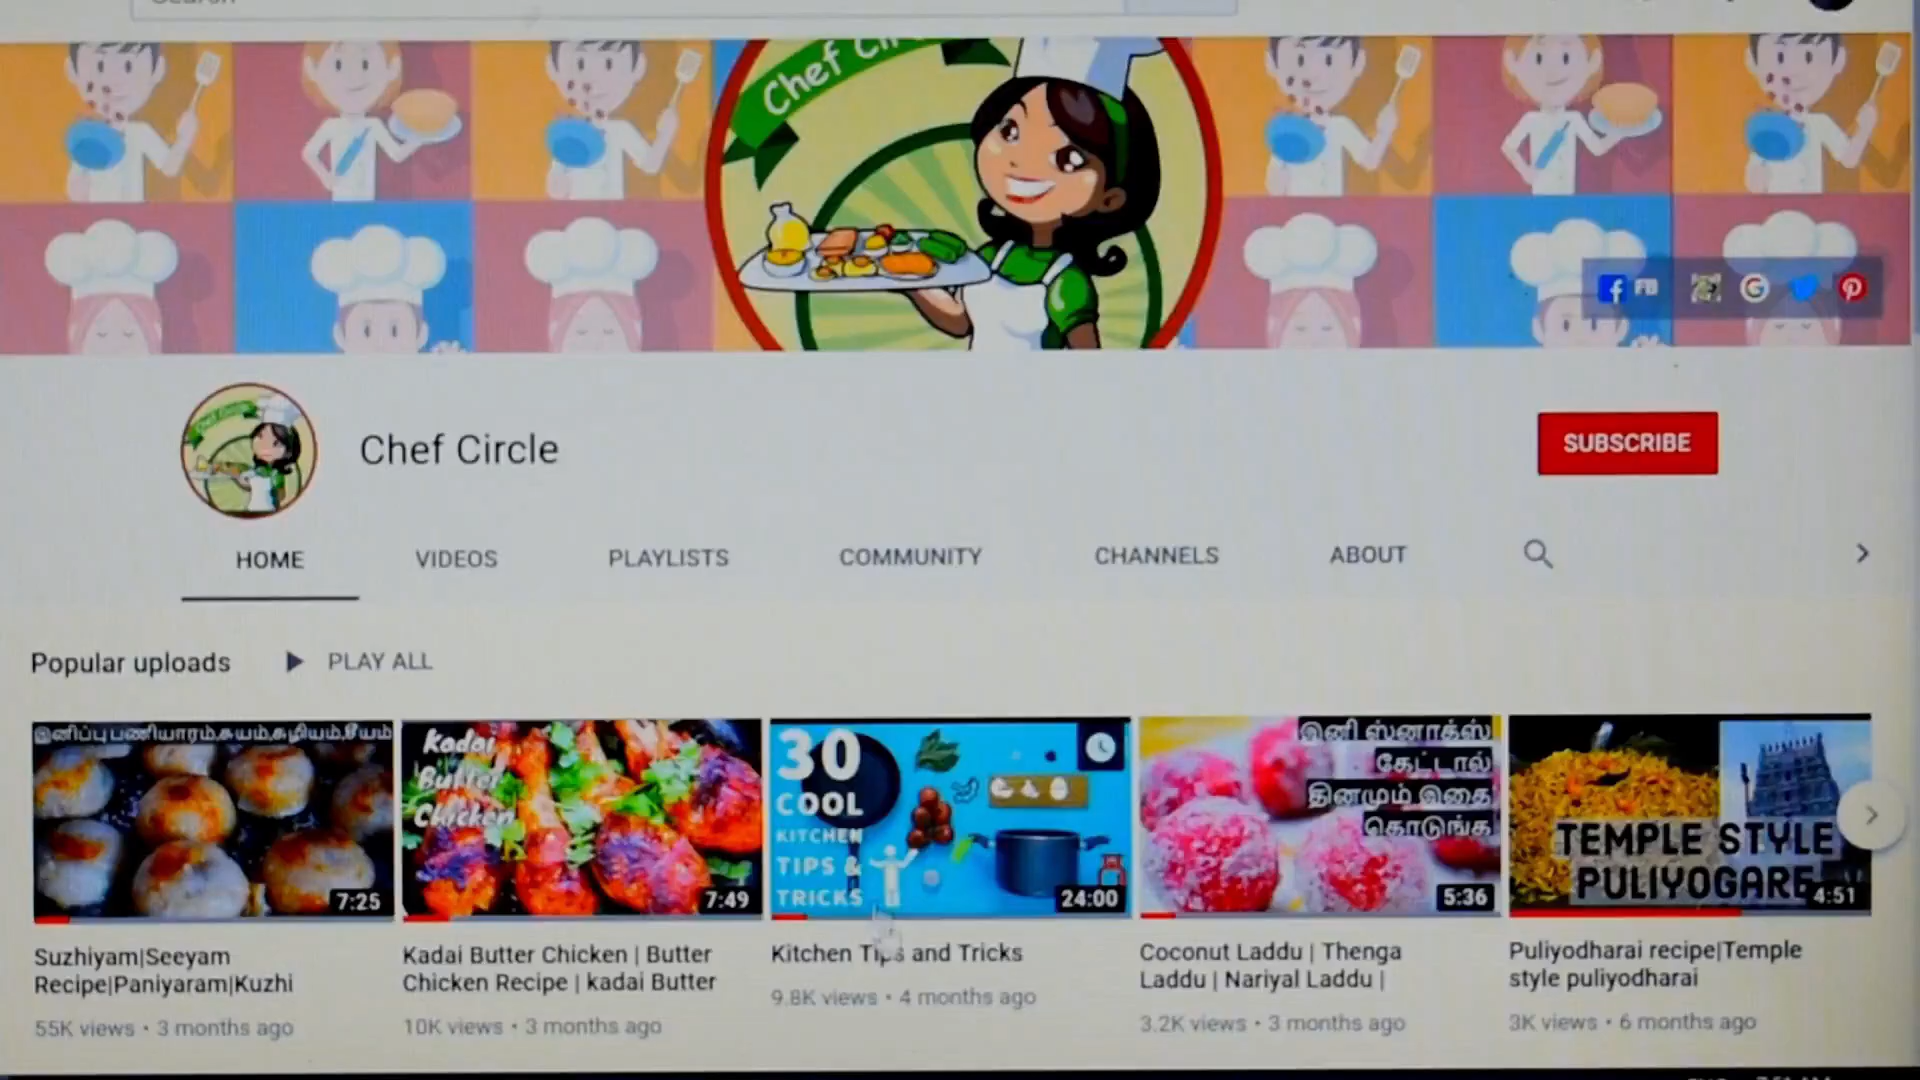 Search
Chef Cir
FB
Chef Circle
SUBSCRIBE
HOME
VIDEOS
PLAYLISTS
COMMUNITY
CHANNELS
ABOUT
Popular uploads
PLAY ALL
இனிப்பு பணியாரம்,சுயம்,சுழியம்,சீயம்
7:25
Kadai
Butter
Chicken
7:49
30
COOL
KITCHEN
TIPS &
TRICKS
24:00
இனி ஸ்னாக்ஸ்
கேட்டால்
தினமும் இதை
கொடுங்க
5:36
TEMPLE STYLE
PULIYOGARE
4:51
Suzhiyam|Seeyam
Recipe|Paniyaram|Kuzhi
55K views • 3 months ago
Kadai Butter Chicken | Butter
Chicken Recipe | kadai Butter
10K views • 3 months ago
Kitchen Tips and Tricks
9.8K views • 4 months ago
Coconut Laddu | Thenga
Laddu | Nariyal Laddu |
3.2K views • 3 months ago
Puliyodharai recipe|Temple
style puliyodharai
3K views • 6 months ago